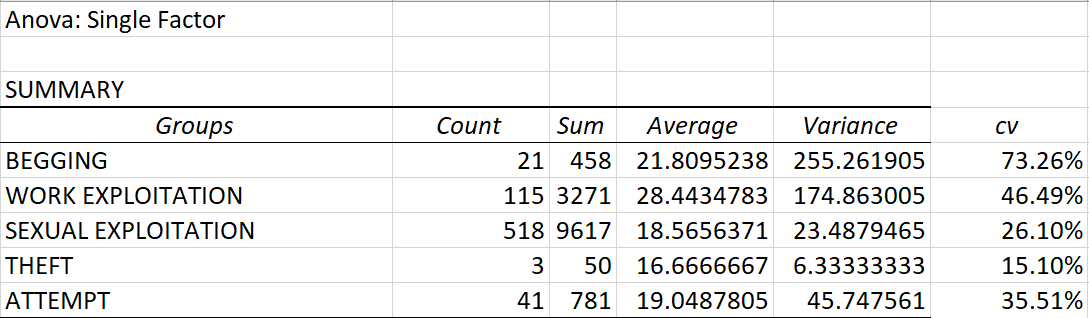 Anova: Single Factor
SUMMARY
Groups Count Sum Average Variance cv
BEGGING 21 458 21.8095238 255.261905 73.26%
WORK EXPLOITATION 115 3271 28.4434783 174.863005 46.49%
SEXUAL EXPLOITATION 518 9617 18.5656371 23.4879465 26.10%
THEFT 3 50 16.6666667 6.33333333 15.10%
ATTEMPT 41 781 19.0487805 45.747561 35.51%